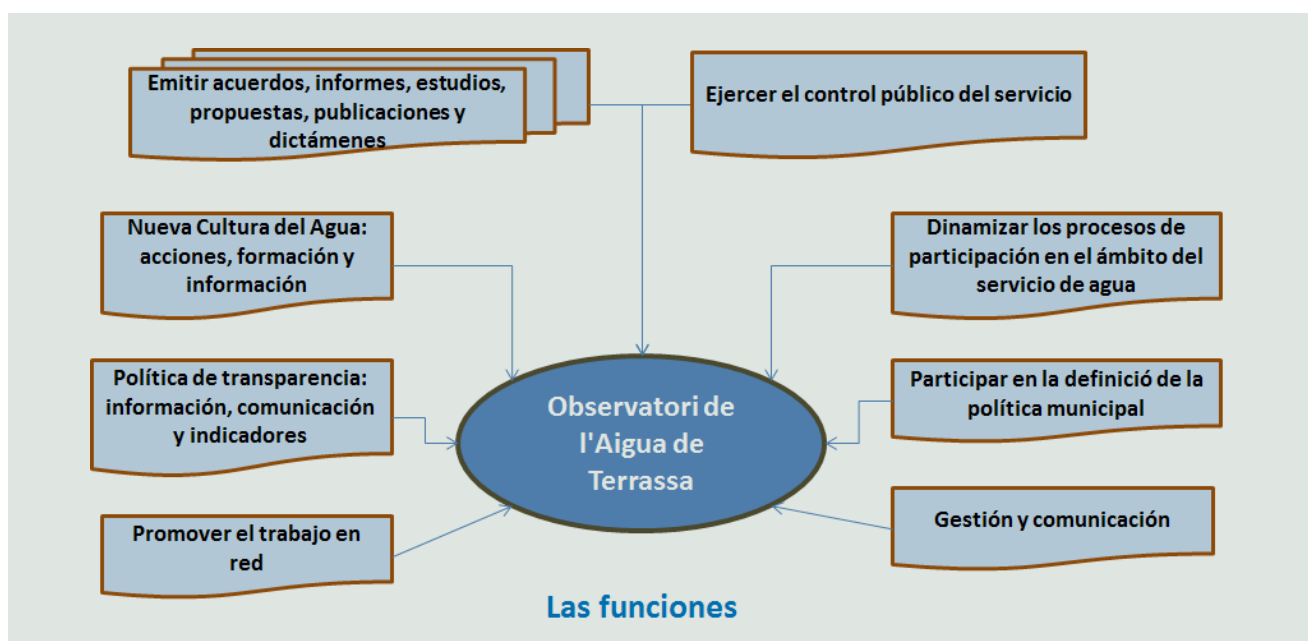 Emitir acuerdos, informes, estudios,
propuestas, publicaciones y
dictámenes
Ejercer el control público del servicio
Nueva Cultura del Agua:
acciones, formación y
información
Dinamizar los procesos de
participación en el ámbito del
servicio de agua
Política de transparencia:
información, comunicación
y indicadores
Participar en la definició de la
política municipal
Observatori de
l'Aigua de
Terrassa
Promover el trabajo en
red
Gestión y comunicación
Las funciones